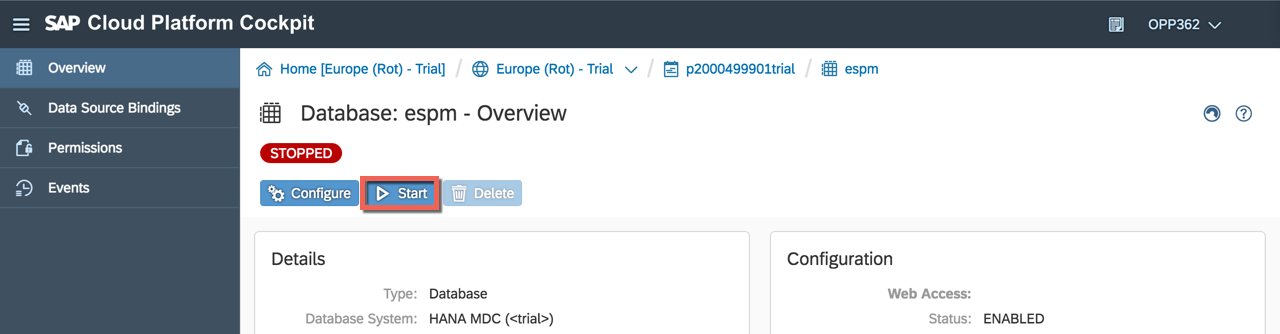 SAP Cloud Platform Cockpit
OPP362
Overview
Data Source Bindings
Permissions
Events
Home [Europe (Rot) - Trial] / Europe (Rot) - Trial / p2000499901trial / espm
Database: espm - Overview
STOPPED
Configure Start Delete
Details
Type: Database
Database System: HANA MDC (<trial>)
Configuration
Web Access:
Status: ENABLED